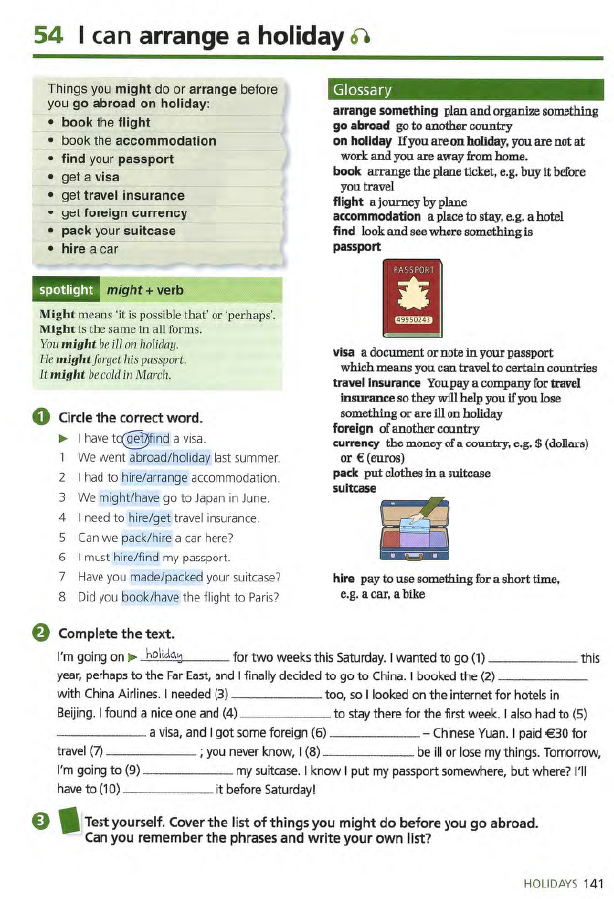 54 I can arrange a holiday
Things you might do or arrange before
you go abroad on holiday:
• book the flight
• book the accommodation
• find your passport
• get a visa
• get travel insurance
• get foreign currency
• pack your suitcase
• hire a car
spotlight might + verb
Might means 'it is possible that' or 'perhaps'.
Might is the same in all forms.
You might be ill on holiday.
He might forget his passport.
It might be cold in March.
1 Circle the correct word.
▶ I have to get/find a visa.
1 We went abroad/holiday last summer.
2 I had to hire/arrange accommodation.
3 We might/have go to Japan in June.
4 I need to hire/get travel insurance.
5 Can we pack/hire a car here?
6 I must hire/find my passport.
7 Have you made/packed your suitcase?
8 Did you book/have the flight to Paris?
Glossary
arrange something plan and organize something
go abroad go to another country
on holiday If you are on holiday, you are not at
work and you are away from home.
book arrange the plane ticket, e.g. buy it before
you travel
flight a journey by plane
accommodation a place to stay, e.g. a hotel
find look and see where something is
passport
PASSPORT
49550243
visa a document or note in your passport
which means you can travel to certain countries
travel insurance You pay a company for travel
insurance so they will help you if you lose
something or are ill on holiday
foreign of another country
currency the money of a country, e.g. $ (dollars)
or € (euros)
pack put clothes in a suitcase
suitcase
hire pay to use something for a short time,
e.g. a car, a bike
2 Complete the text.
I'm going on ▶ holiday for two weeks this Saturday. I wanted to go (1) ____________ this
year, perhaps to the Far East, and I finally decided to go to China. I booked the (2) ____________
with China Airlines. I needed (3) ____________ too, so I looked on the internet for hotels in
Beijing. I found a nice one and (4) ____________ to stay there for the first week. I also had to (5)
____________ a visa, and I got some foreign (6) ____________ – Chinese Yuan. I paid €30 for
travel (7) ____________ ; you never know, I (8) ____________ be ill or lose my things. Tomorrow,
I'm going to (9) ____________ my suitcase. I know I put my passport somewhere, but where? I'll
have to (10) ____________ it before Saturday!
3 Test yourself. Cover the list of things you might do before you go abroad.
Can you remember the phrases and write your own list?
HOLIDAYS 141